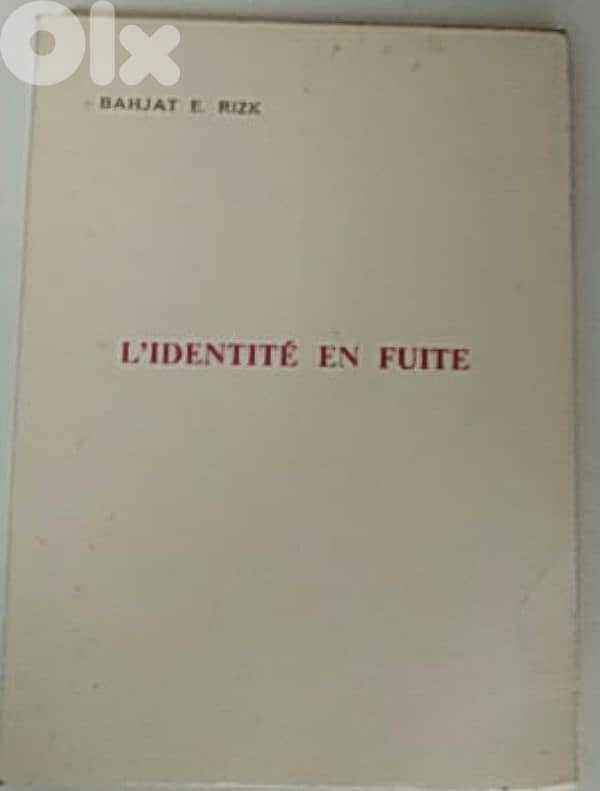 Olx
BAHJAT E. RIZK
L'IDENTITÉ EN FUITE